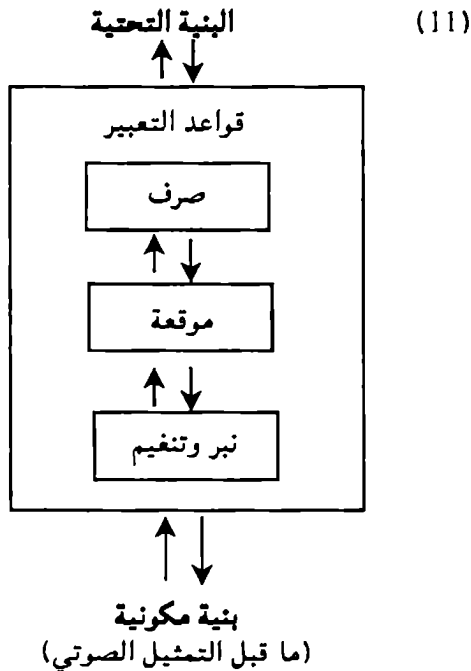 (11)
البنية التحتية
قواعد التعبير
صرف
موقعة
نبر وتنغيم
بنية مكونية
(ما قبل التمثيل الصوتي)